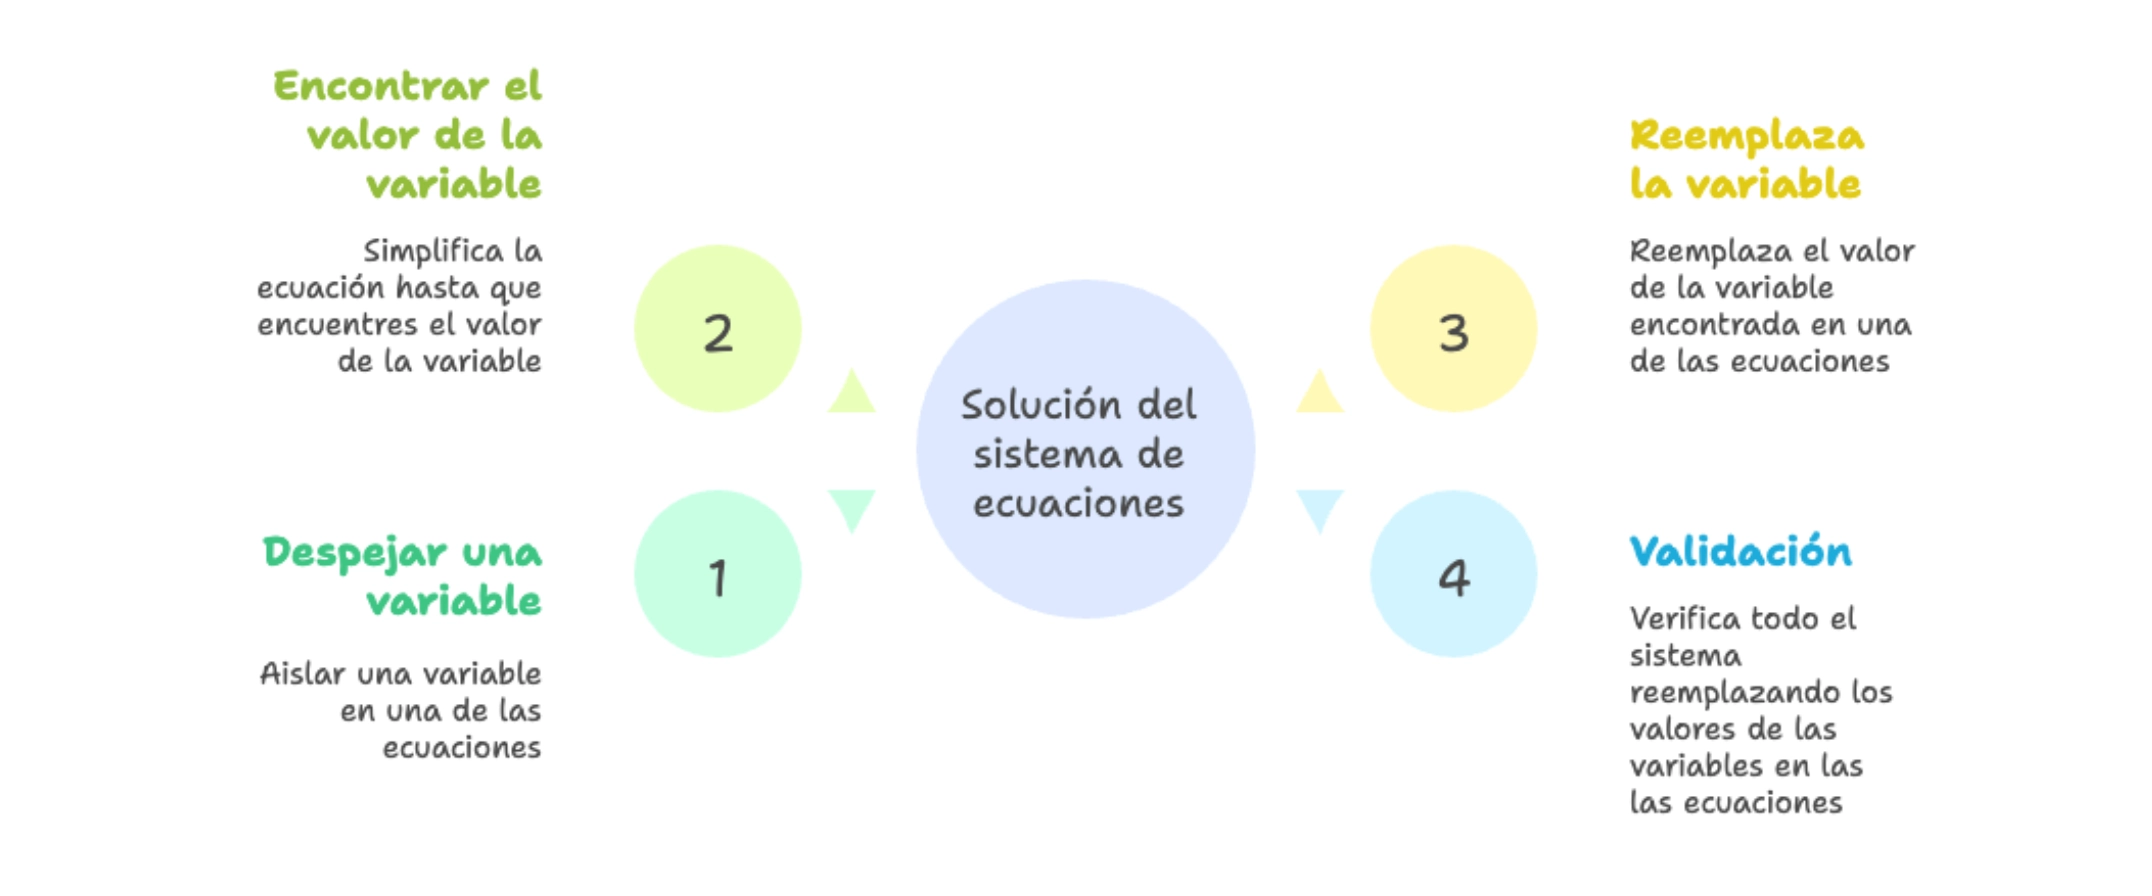 Encontrar el
valor de la
variable
Simplifica la
ecuación hasta que
encuentres el valor
de la variable
2
Despejar una
variable
Aislar una variable
en una de las
ecuaciones
1
Solución del
sistema de
ecuaciones
3
Reemplaza
la variable
Reemplaza el valor
de la variable
encontrada en una
de las ecuaciones
4
Validación
Verifica todo el
sistema
reemplazando los
valores de las
variables en las
las ecuaciones